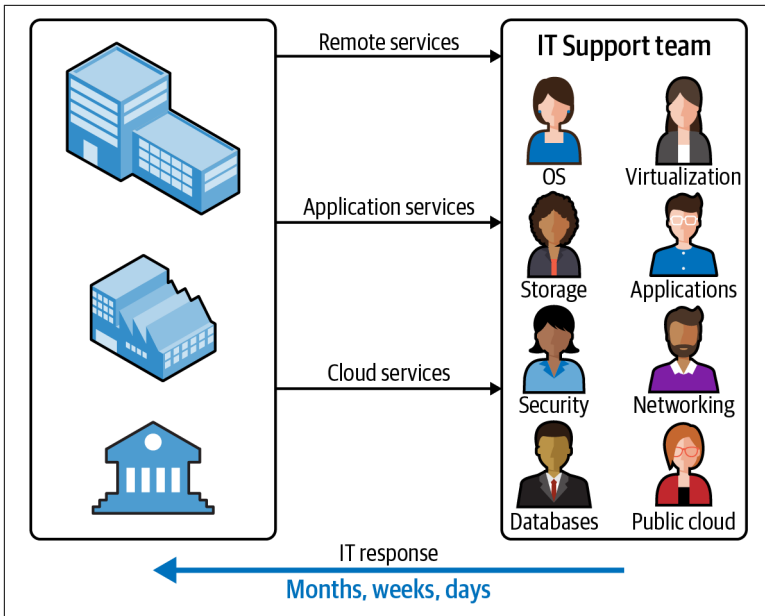 Remote services
Application services
Cloud services
IT Support team
OS
Virtualization
Storage
Applications
Security
Networking
Databases
Public cloud
IT response
Months, weeks, days